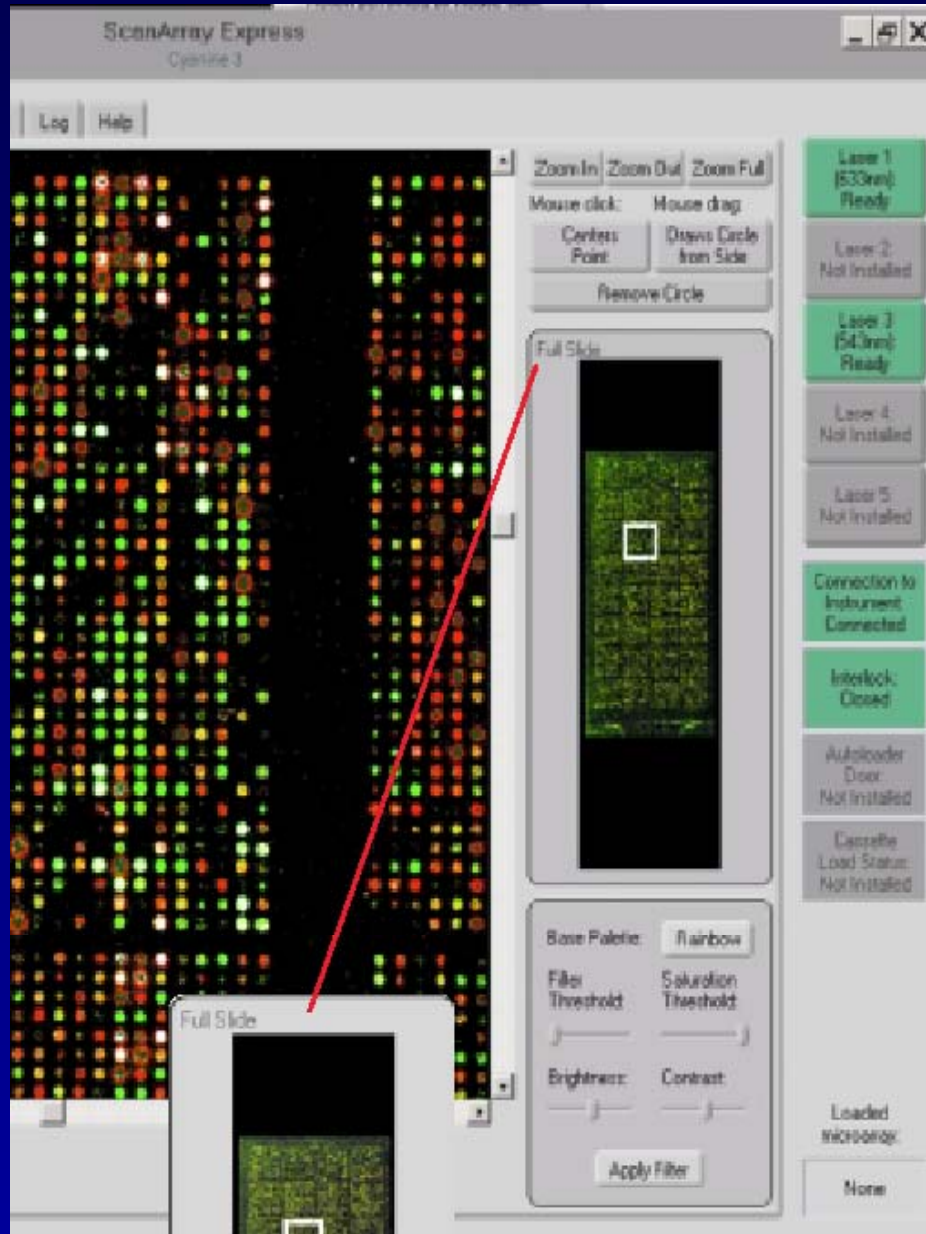 ScanArray Express
Cyanine 3
Log Help
Zoom In Zoom Out Zoom Full
Mouse click: Mouse drag:
Centers Point
Draws Circle from Side
Remove Circle
Full Slide
Base Palette: Rainbow
Filter Threshold:
Saturation Threshold:
Brightness: Contrast:
Apply Filter
Laser 1
(633nm):
Ready
Laser 2:
Not Installed
Laser 3
(543nm):
Ready
Laser 4:
Not Installed
Laser 5:
Not Installed
Connection to
Instrument:
Connected
Interlock:
Closed
Autoloader
Door:
Not Installed
Cassette
Load Status:
Not Installed
Loaded
microarray:
None
Full Slide